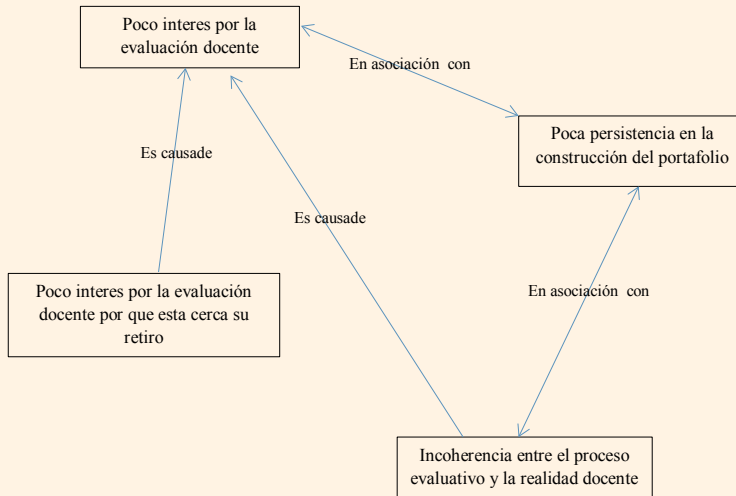 Poco interes por la
evaluación docente
En asociación  con
Poca persistencia en la
construcción del portafolio
Es causade
Es causade
Poco interes por la evaluación
docente por que esta cerca su
retiro
En asociación  con
Incoherencia entre el proceso
evaluativo y la realidad docente